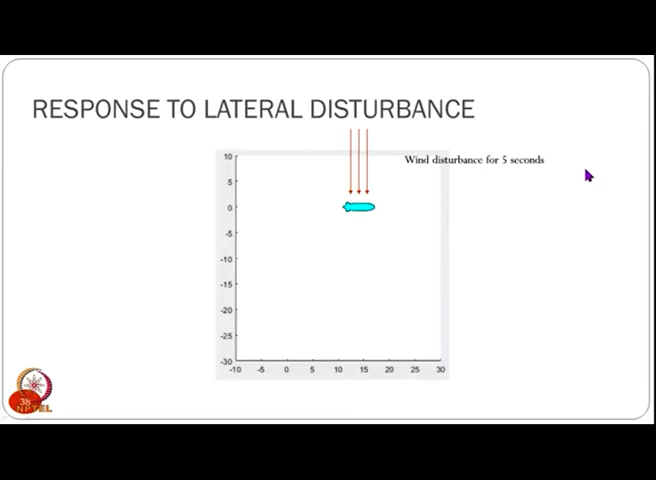 RESPONSE TO LATERAL DISTURBANCE
Wind disturbance for 5 seconds
10
5
0
-5
-10
-15
-20
-25
-30
-10 -5 0 5 10 15 20 25 30
38
NPTEL